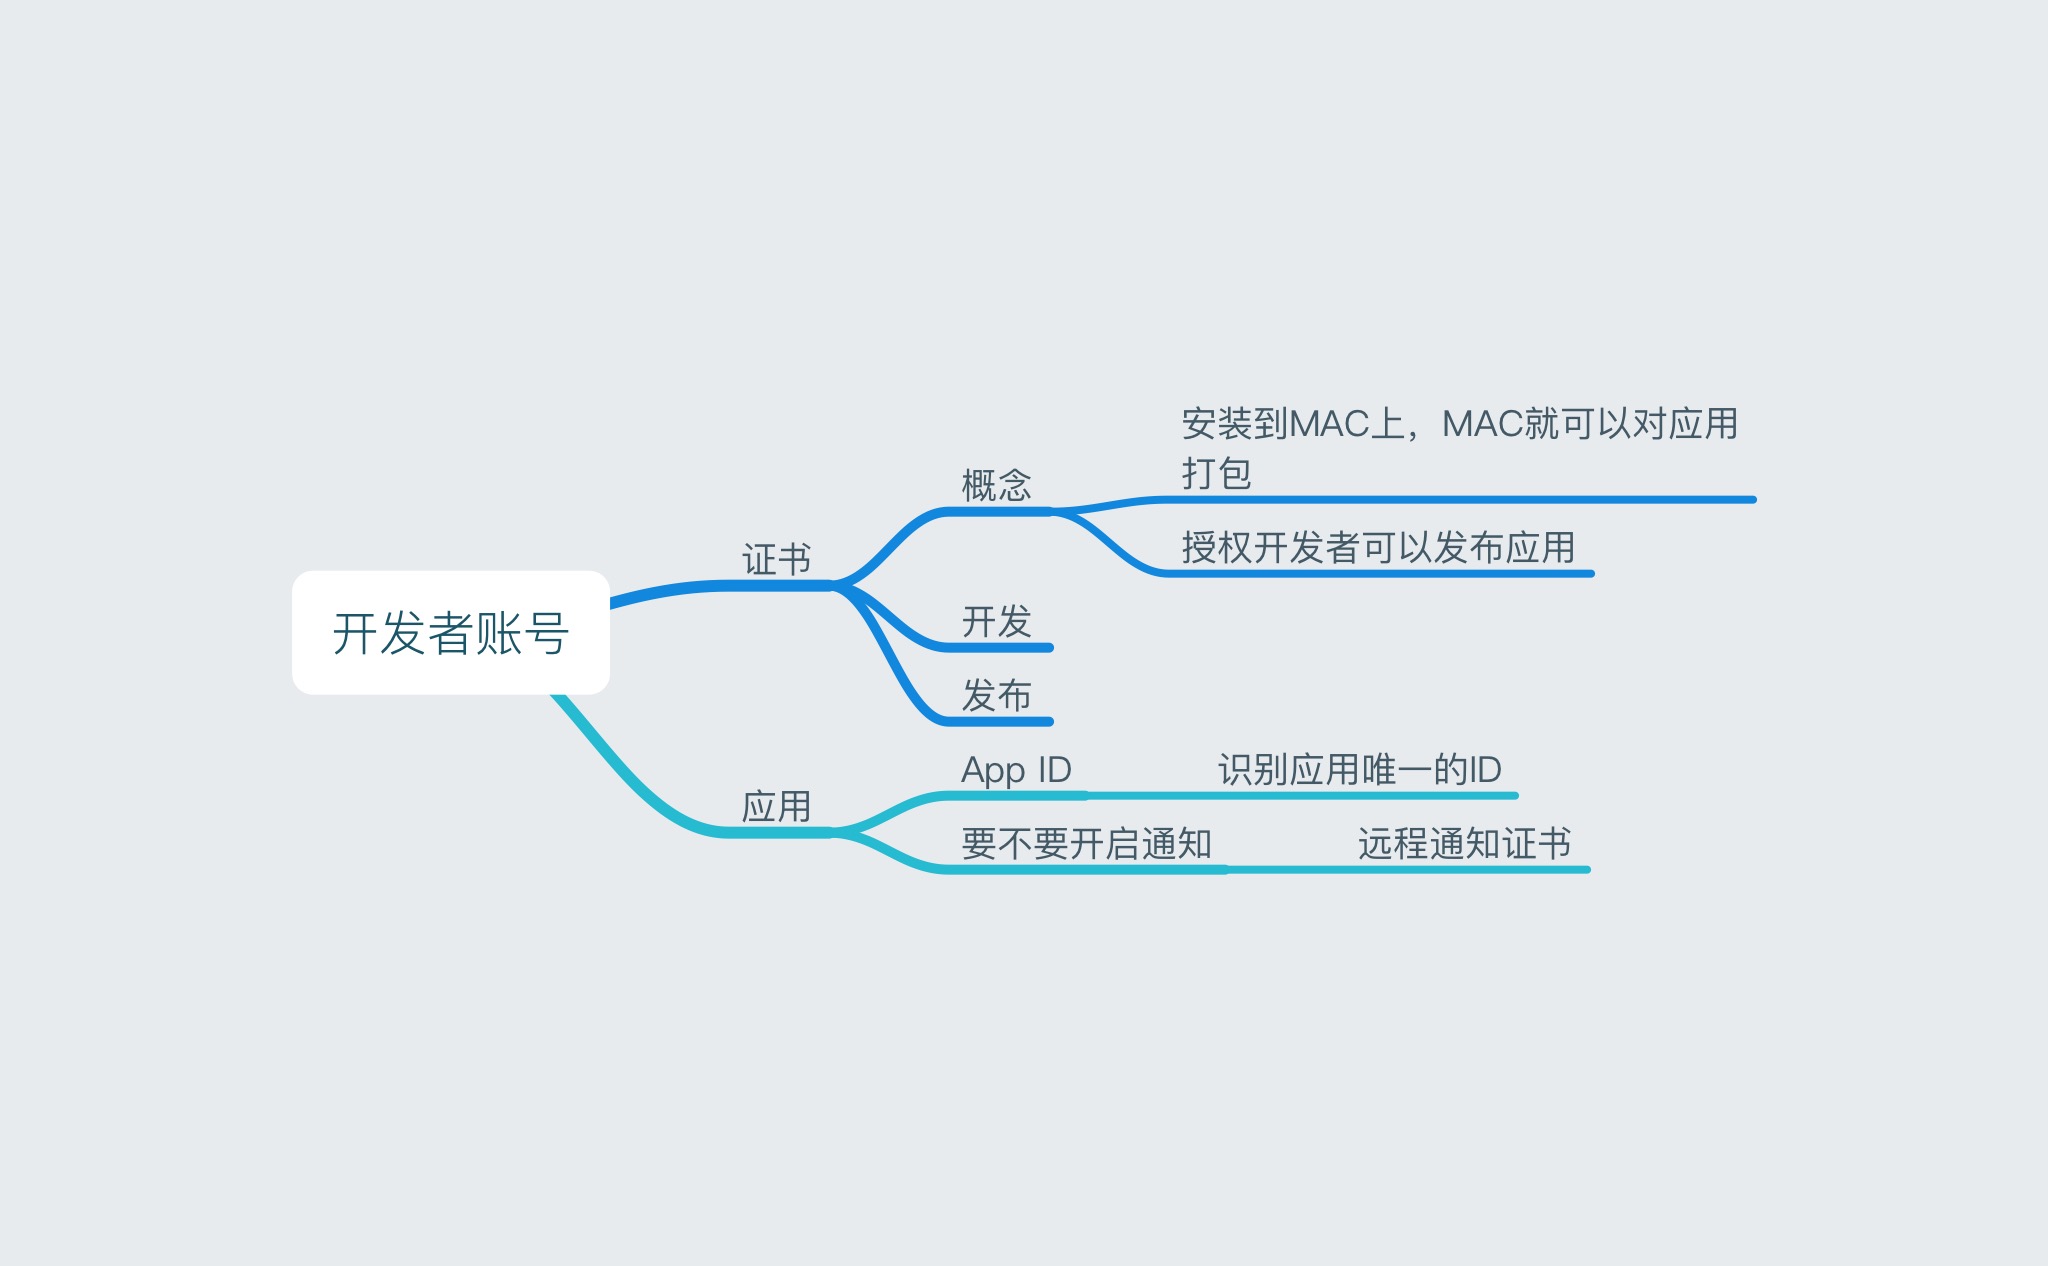 开发者账号
证书
概念
安装到MAC上，MAC就可以对应用
打包
授权开发者可以发布应用
开发
发布
应用
App ID
识别应用唯一的ID
要不要开启通知
远程通知证书